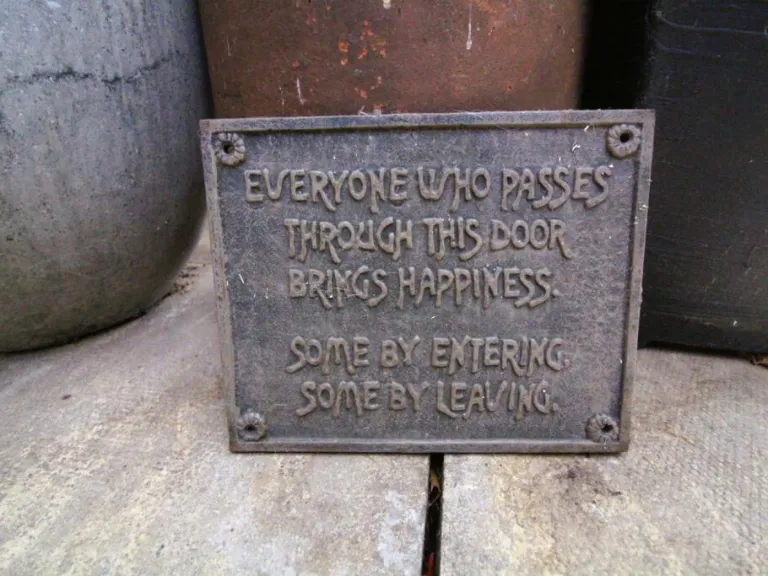 EVERYONE WHO PASSES
THROUGH THIS DOOR
BRINGS HAPPINESS.
SOME BY ENTERING,
SOME BY LEAVING.